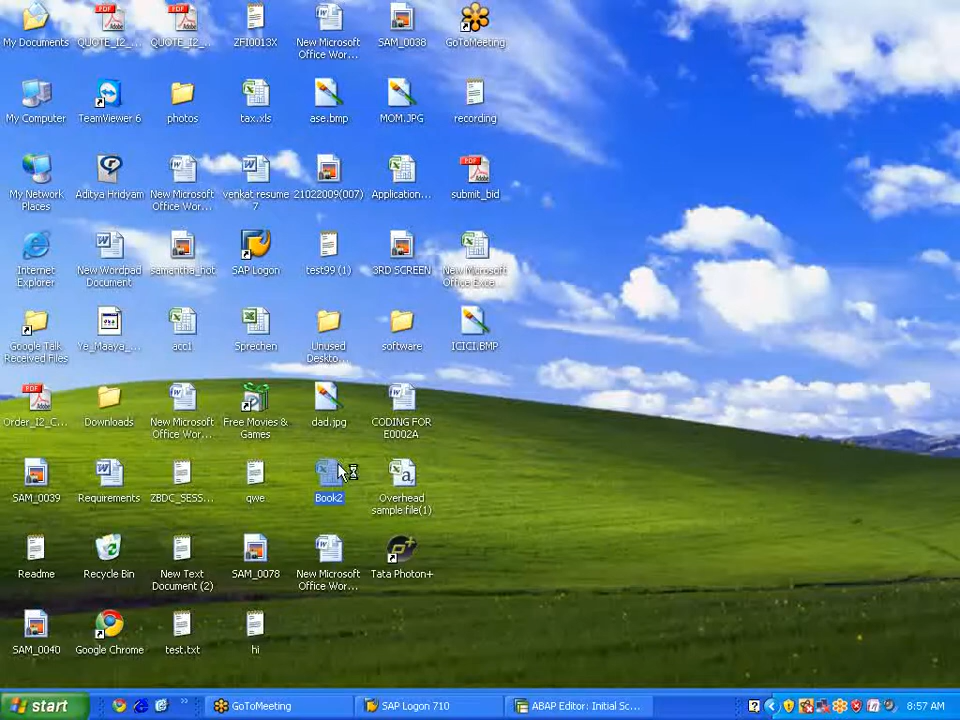 My Documents
QUOTE_I2_...
QUOTE_I2_...
ZFI0013X
New Microsoft
Office Wor...
SAM_0038
GoToMeeting
My Computer
TeamViewer 6
photos
tax.xls
ase.bmp
MOM.JPG
recording
My Network
Places
Aditya Hridyam
New Microsoft
Office Wor...
venkat resume
7
21022009(007)
Application...
submit_bid
Internet
Explorer
New Wordpad
Document
samantha_hot
SAP Logon
test99 (1)
3RD SCREEN
New Microsoft
Office Exce...
Google Talk
Received Files
Ye_Maaya_...
acc1
Sprechen
Unused
Deskto...
software
ICICI.BMP
Order_I2_C...
Downloads
New Microsoft
Office Wor...
Free Movies &
Games
dad.jpg
CODING FOR
E0002A
SAM_0039
Requirements
ZBDC_SESS...
qwe
Book2
Overhead
sample file(1)
Readme
Recycle Bin
New Text
Document (2)
SAM_0078
New Microsoft
Office Wor...
Tata Photon+
SAM_0040
Google Chrome
test.txt
hi
start
GoToMeeting
SAP Logon 710
ABAP Editor: Initial Sc...
8:57 AM